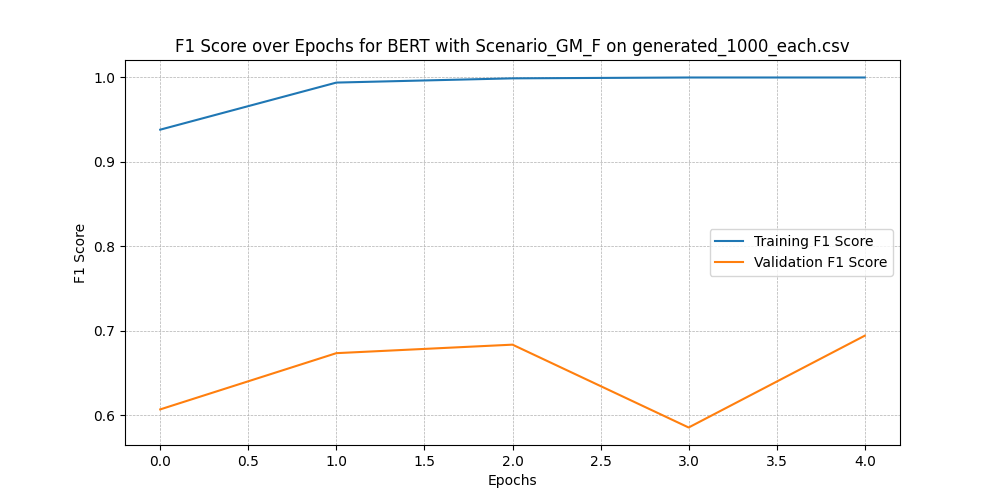 F1 Score over Epochs for BERT with Scenario_GM_F on generated_1000_each.csv
1.0
0.9
0.8
0.7
0.6
F1 Score
Training F1 Score
Validation F1 Score
0.0 0.5 1.0 1.5 2.0 2.5 3.0 3.5 4.0
Epochs